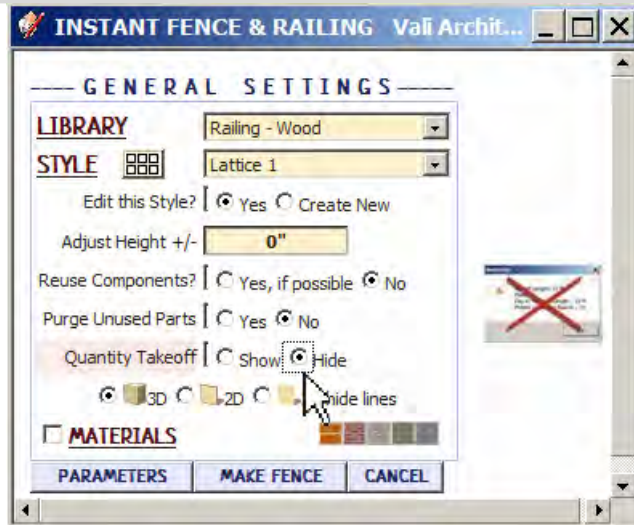 INSTANT FENCE & RAILING Vali Archit...
GENERAL SETTINGS
LIBRARY Railing - Wood
STYLE Lattice 1
Edit this Style? Yes Create New
Adjust Height +/- 0"
Reuse Components? Yes, if possible No
Purge Unused Parts Yes No
Quantity Takeoff Show Hide
3D 2D hide lines
MATERIALS
PARAMETERS MAKE FENCE CANCEL